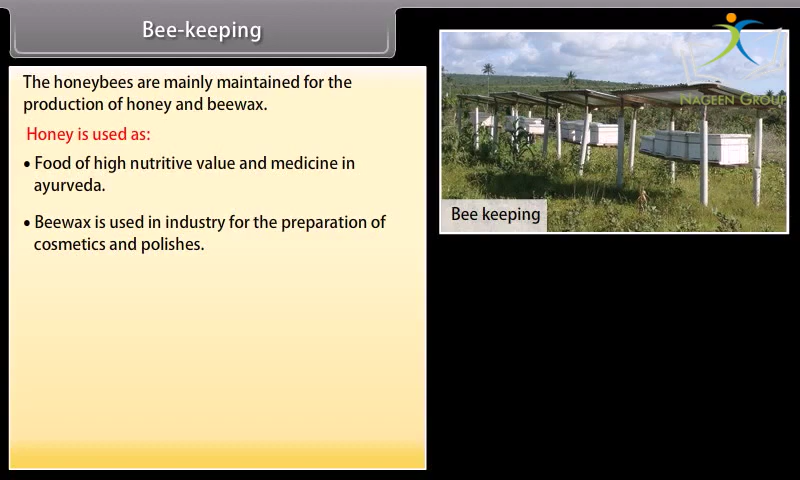 Bee-keeping
The honeybees are mainly maintained for the
production of honey and beewax.
Honey is used as:
• Food of high nutritive value and medicine in
ayurveda.
• Beewax is used in industry for the preparation of
cosmetics and polishes.
NAGEEN GROUP
Bee keeping